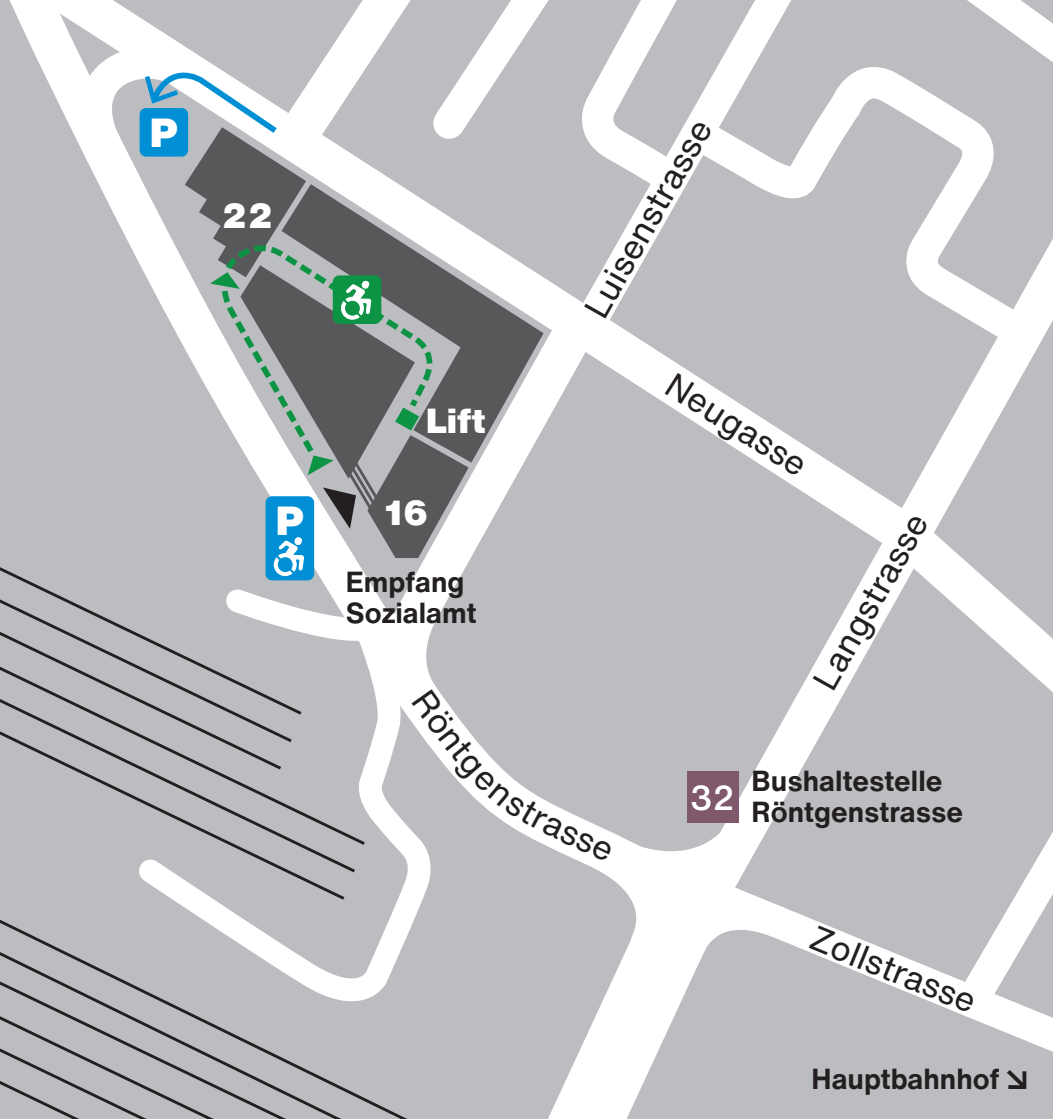 P
22
Luisenstrasse
Neugasse
Lift
16
P
Empfang
Sozialamt
Langstrasse
Röntgenstrasse
32
Bushaltestelle
Röntgenstrasse
Zollstrasse
Hauptbahnhof ↘